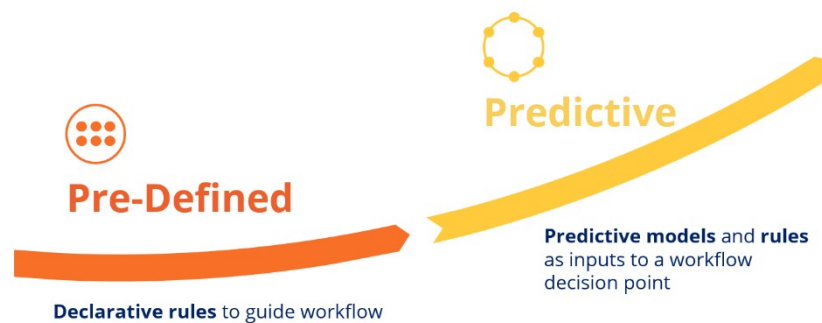 Pre-Defined
Declarative rules to guide workflow
Predictive
Predictive models and rules
as inputs to a workflow
decision point